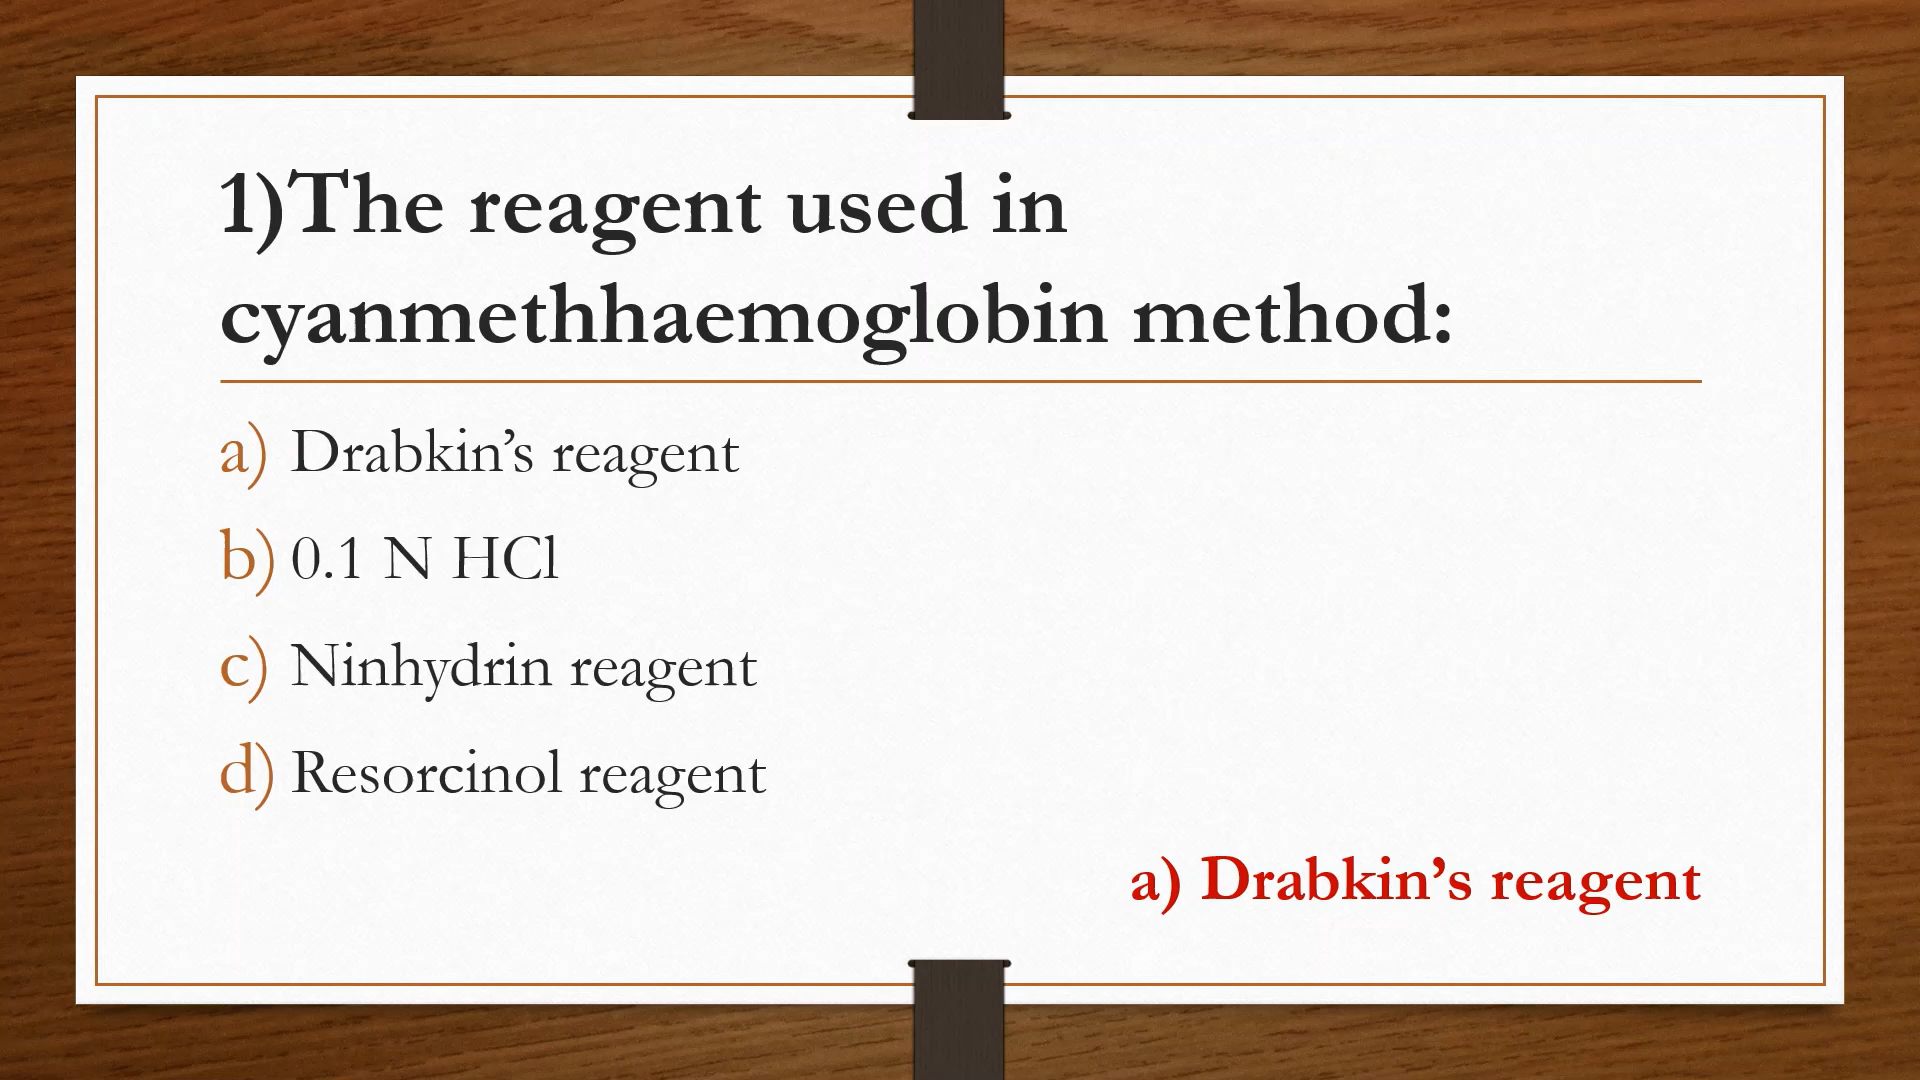 1)The reagent used in
cyanmethhaemoglobin method:
a) Drabkin’s reagent
b) 0.1 N HCl
c) Ninhydrin reagent
d) Resorcinol reagent
a) Drabkin’s reagent